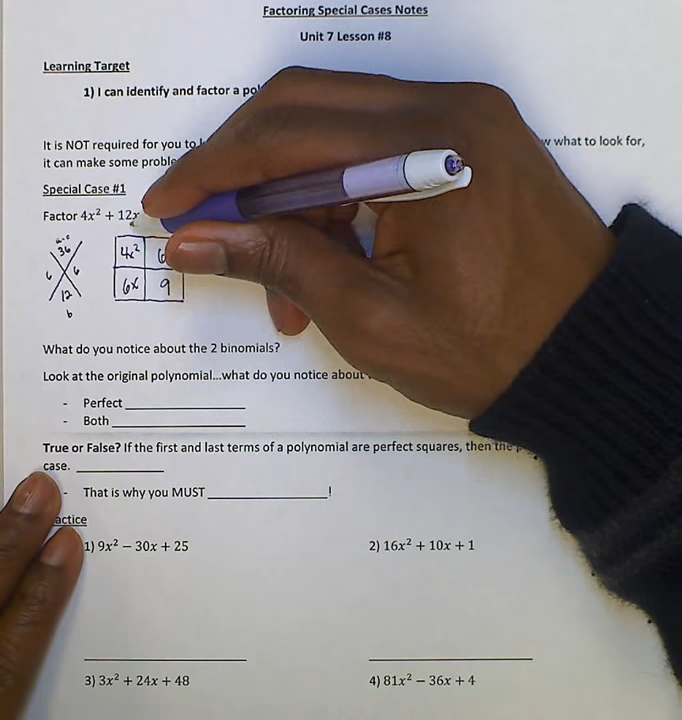 Factoring Special Cases Notes
Unit 7 Lesson #8
Learning Target
1) I can identify and factor a
It is NOT required for you to what to look for,
it can make some
Special Case #1
Factor 4x² + 12x
a·c
36
6 6
12
b
4x² 6
6x 9
What do you notice about the 2 binomials?
Look at the original polynomial...what do you notice about
- Perfect ____________________
- Both ______________________
True or False? If the first and last terms of a polynomial are perfect squares, then the
case. ______________
- That is why you MUST ____________________!
1) 9x² − 30x + 25 2) 16x² + 10x + 1
3) 3x² + 24x + 48 4) 81x² − 36x + 4